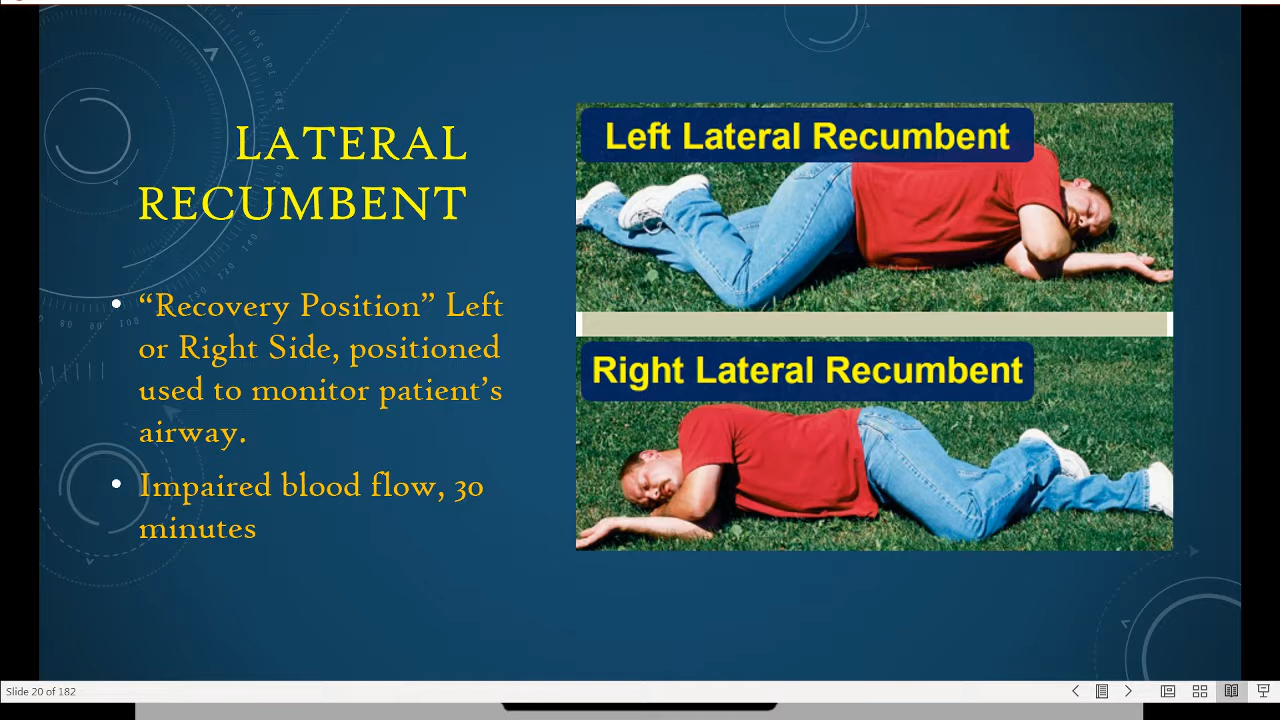 LATERAL
RECUMBENT
• “Recovery Position” Left
or Right Side, positioned
used to monitor patient’s
airway.
• Impaired blood flow, 30
minutes
Left Lateral Recumbent
Right Lateral Recumbent
Slide 20 of 182